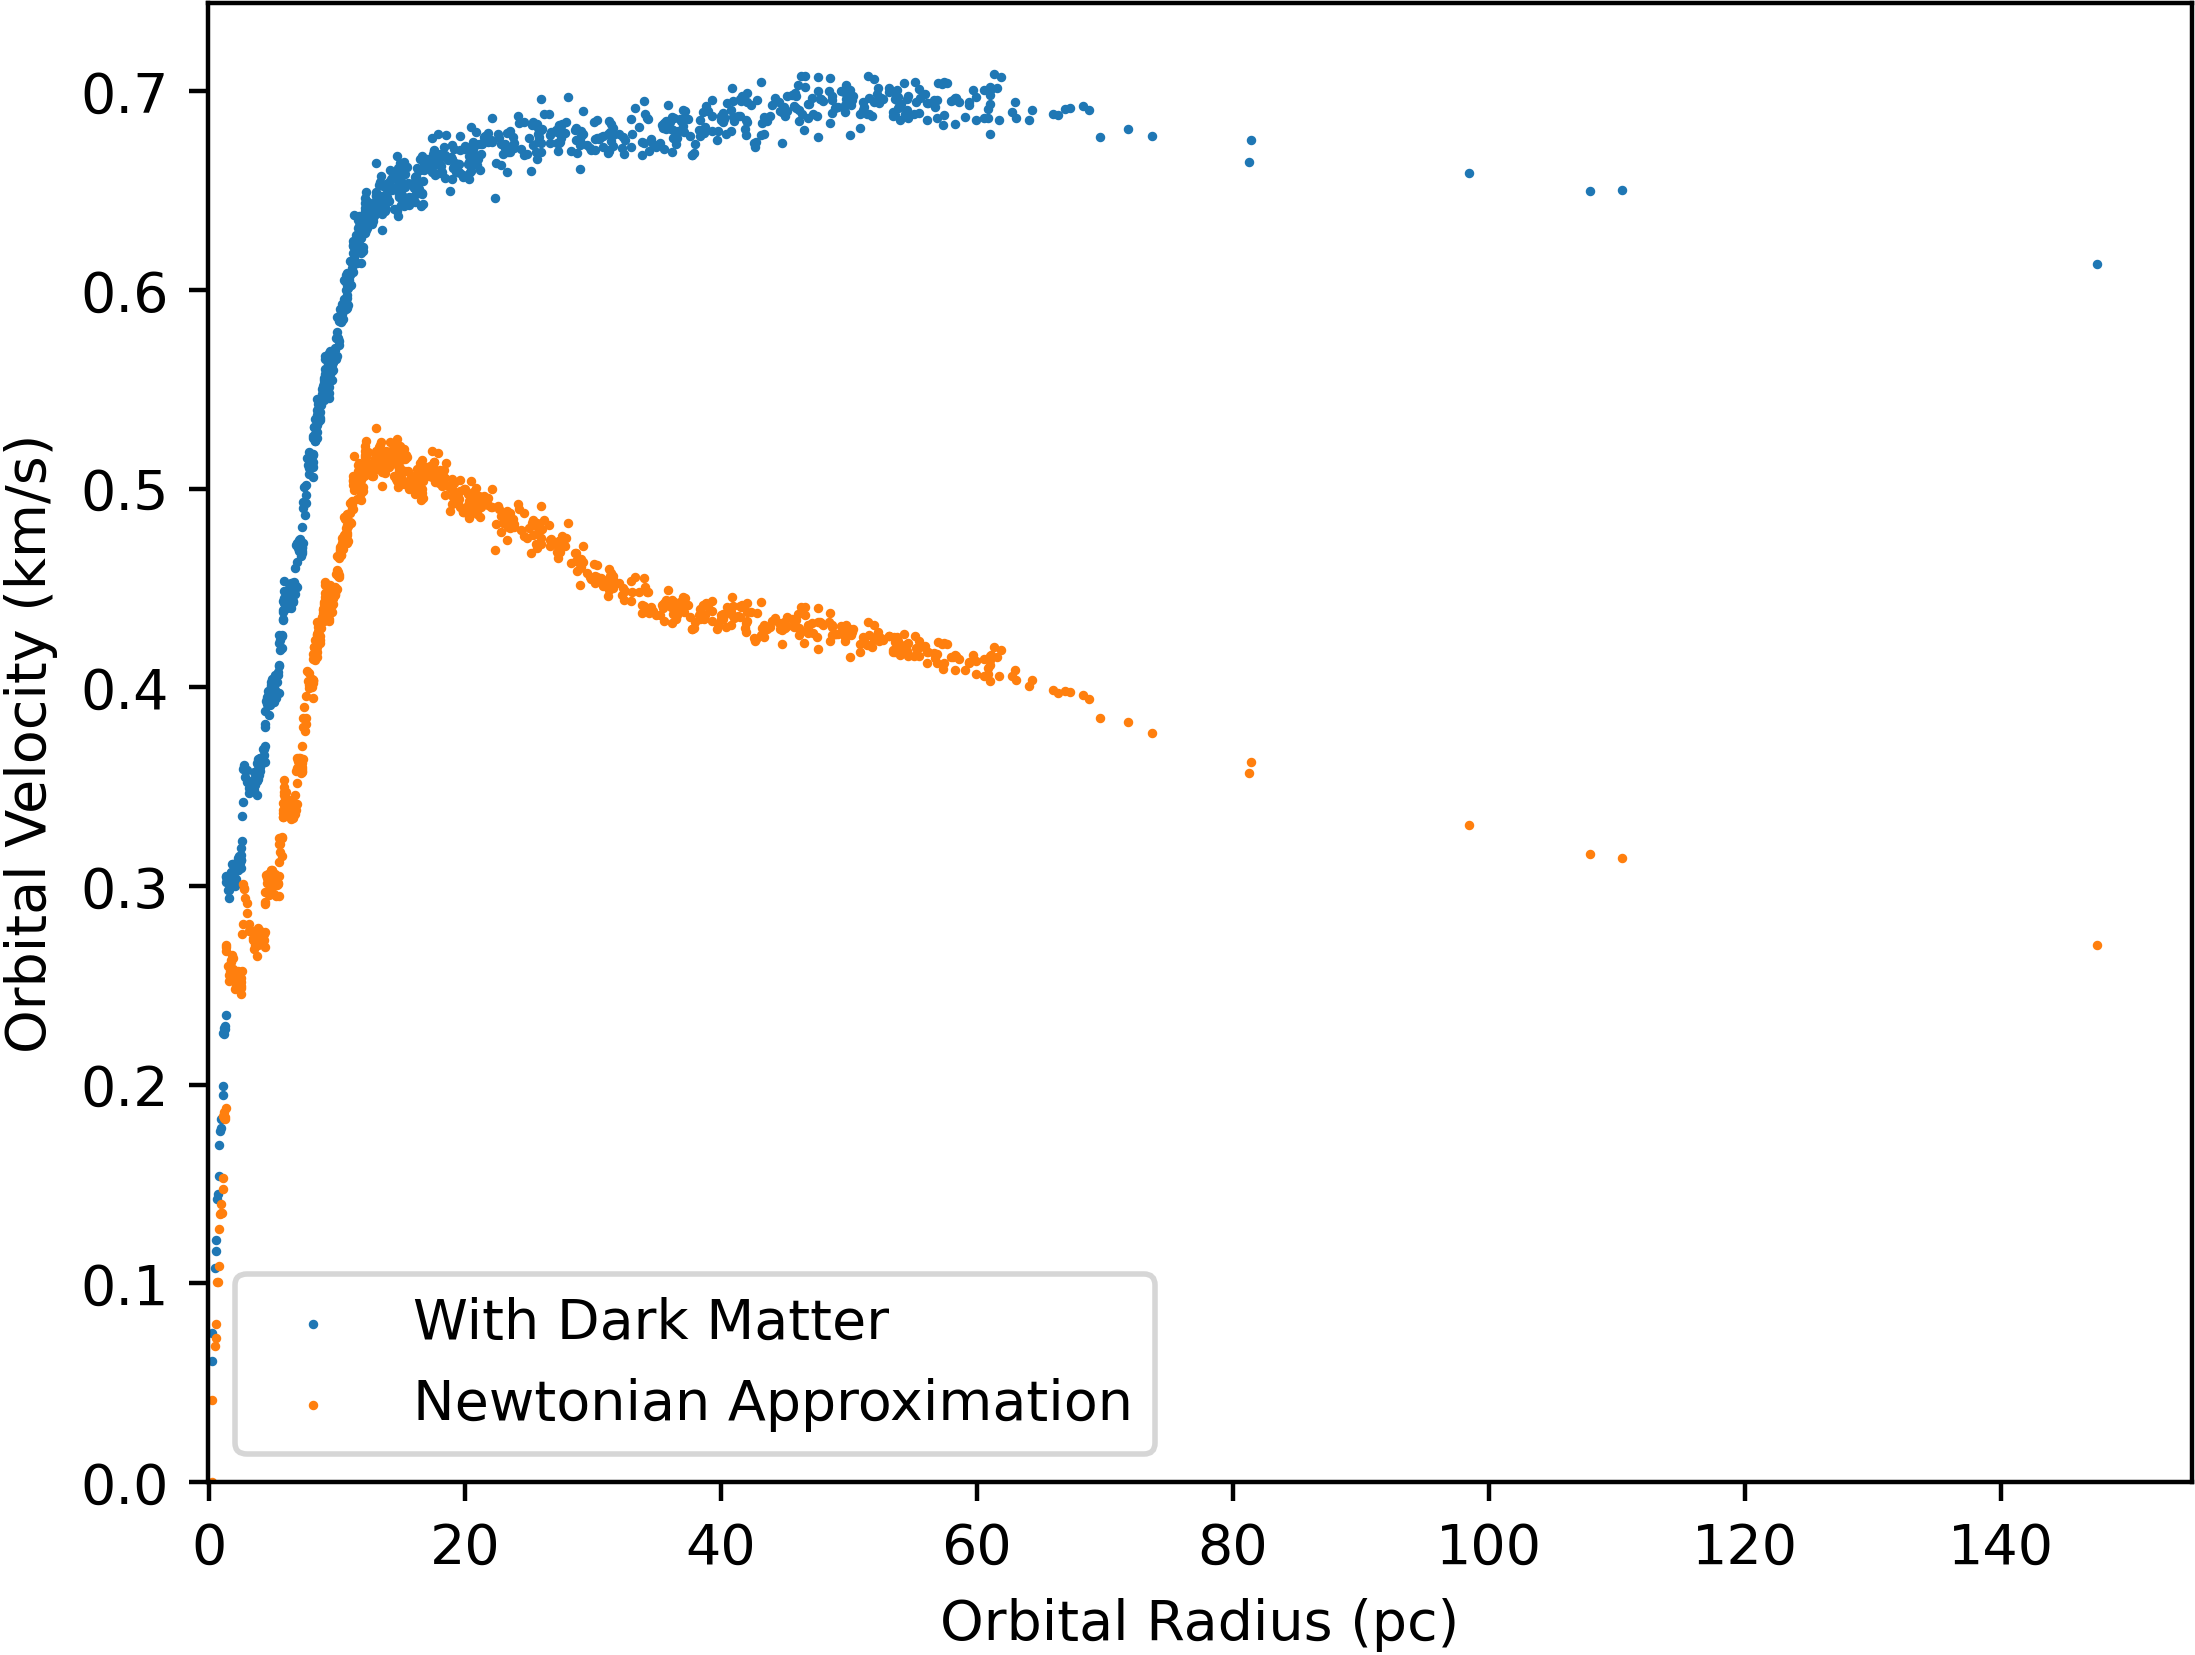 0.7
0.6
0.5
0.4
0.3
0.2
0.1
0.0
Orbital Velocity (km/s)
With Dark Matter
Newtonian Approximation
0 20 40 60 80 100 120 140
Orbital Radius (pc)